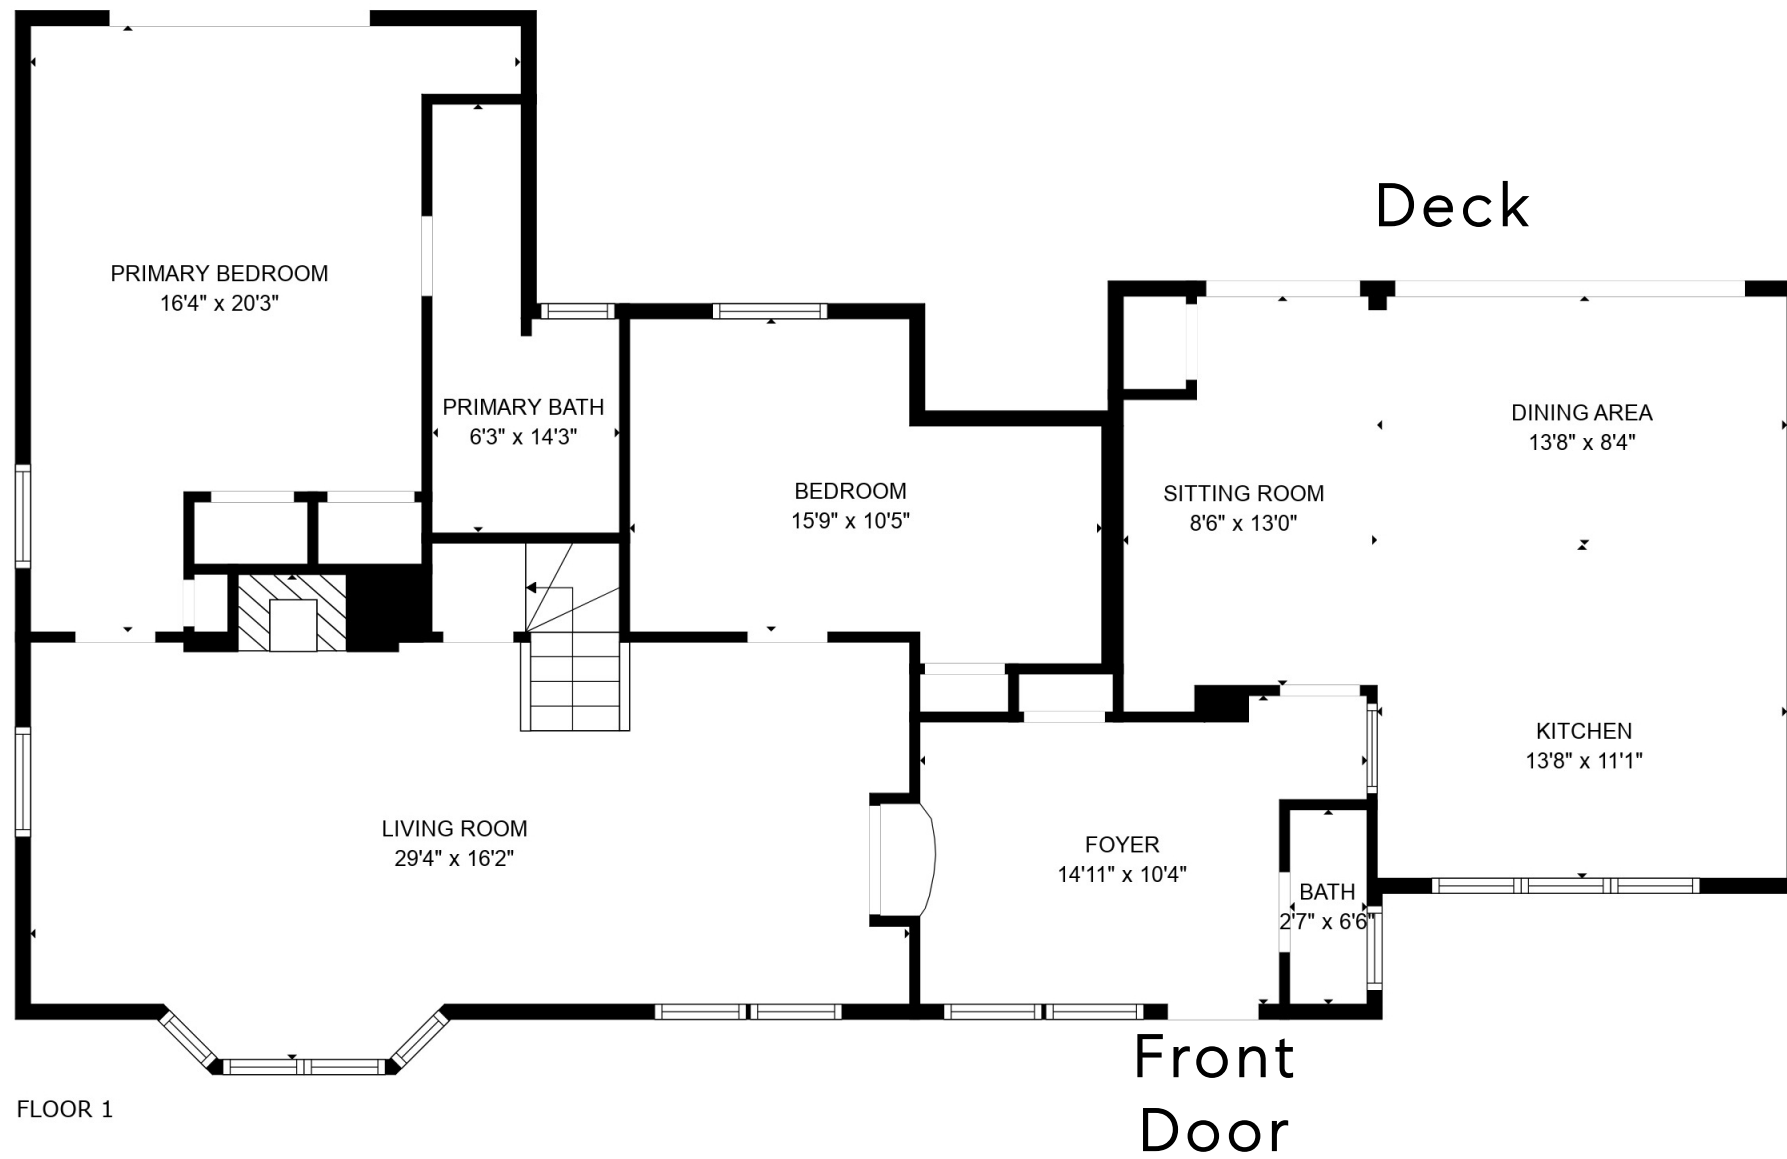 Deck
PRIMARY BEDROOM
16'4" x 20'3"
PRIMARY BATH
6'3" x 14'3"
BEDROOM
15'9" x 10'5"
SITTING ROOM
8'6" x 13'0"
DINING AREA
13'8" x 8'4"
KITCHEN
13'8" x 11'1"
LIVING ROOM
29'4" x 16'2"
FOYER
14'11" x 10'4"
BATH
2'7" x 6'6"
Front
Door
FLOOR 1